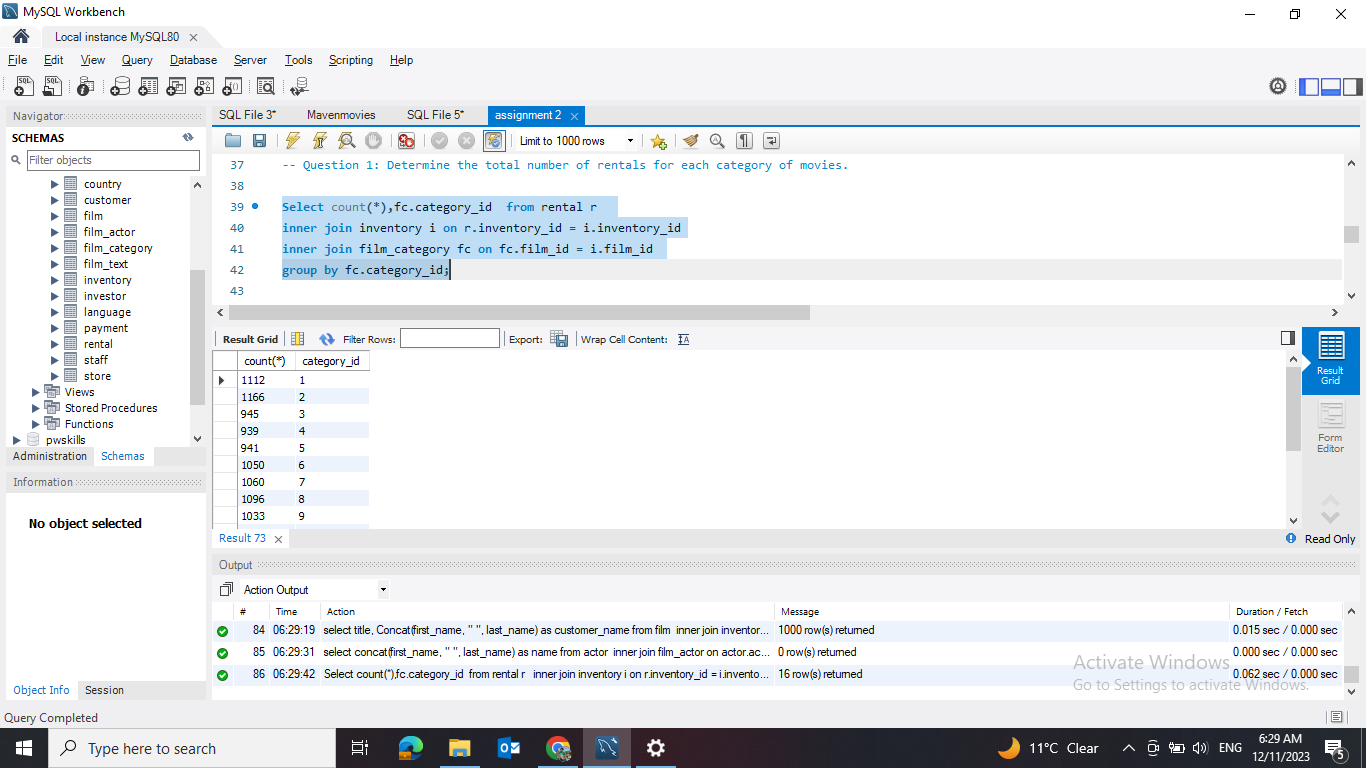 MySQL Workbench
Local instance MySQL80
File Edit View Query Database Server Tools Scripting Help
Navigator
SCHEMAS
Filter objects
country
customer
film
film_actor
film_category
film_text
inventory
investor
language
payment
rental
staff
store
Views
Stored Procedures
Functions
pwskills
Administration Schemas
Information
No object selected
Object Info Session
Query Completed
SQL File 3* Mavenmovies SQL File 5* assignment 2
Limit to 1000 rows
37 -- Question 1: Determine the total number of rentals for each category of movies.
38
39 Select count(*),fc.category_id from rental r
40 inner join inventory i on r.inventory_id = i.inventory_id
41 inner join film_category fc on fc.film_id = i.film_id
42 group by fc.category_id;
43
Result Grid Filter Rows: Export: Wrap Cell Content:
count(*) category_id
1112 1
1166 2
945 3
939 4
941 5
1050 6
1060 7
1096 8
1033 9
Result Grid
Form Editor
Result 73
Read Only
Output
Action Output
# Time Action Message Duration / Fetch
84 06:29:19 select title, Concat(first_name, " ", last_name) as customer_name from film inner join inventor... 1000 row(s) returned 0.015 sec / 0.000 sec
85 06:29:31 select concat(first_name, " ", last_name) as name from actor inner join film_actor on actor.ac... 0 row(s) returned 0.000 sec / 0.000 sec
86 06:29:42 Select count(*),fc.category_id from rental r inner join inventory i on r.inventory_id = i.invento... 16 row(s) returned 0.062 sec / 0.000 sec
Activate Windows
Go to Settings to activate Windows.
Type here to search
11°C Clear
ENG
6:29 AM
12/11/2023
5